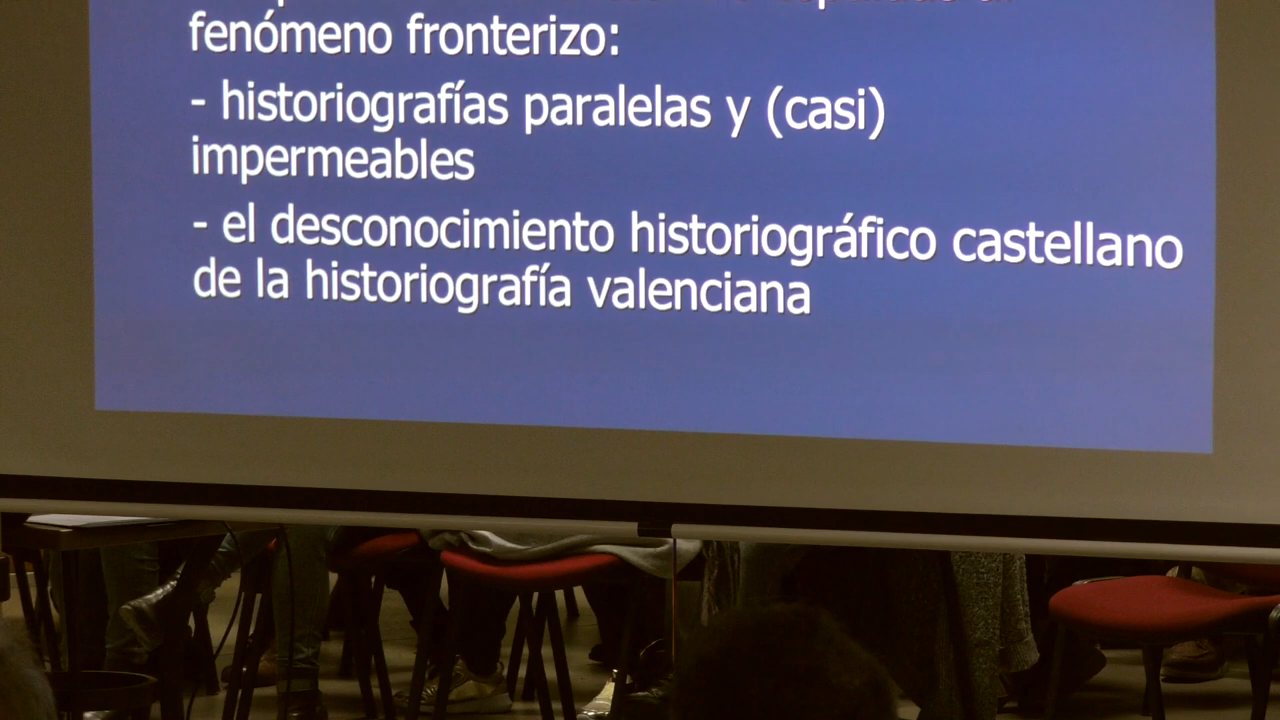 fenómeno fronterizo:
- historiografías paralelas y (casi)
impermeables
- el desconocimiento historiográfico castellano
de la historiografía valenciana